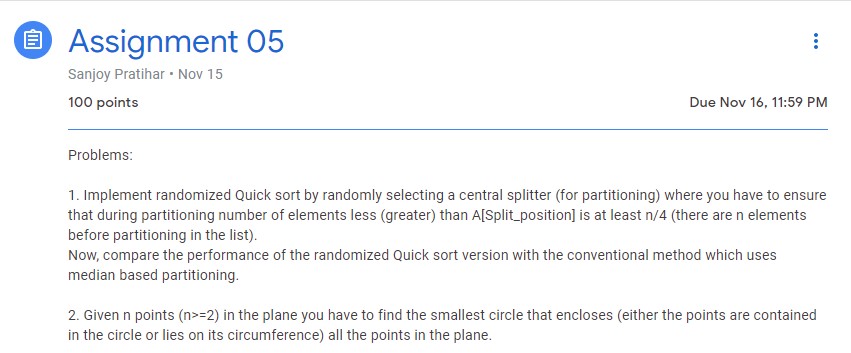 Assignment 05
Sanjoy Pratihar • Nov 15
100 points
Due Nov 16, 11:59 PM
Problems:
1. Implement randomized Quick sort by randomly selecting a central splitter (for partitioning) where you have to ensure
that during partitioning number of elements less (greater) than A[Split_position] is at least n/4 (there are n elements
before partitioning in the list).
Now, compare the performance of the randomized Quick sort version with the conventional method which uses
median based partitioning.
2. Given n points (n>=2) in the plane you have to find the smallest circle that encloses (either the points are contained
in the circle or lies on its circumference) all the points in the plane.